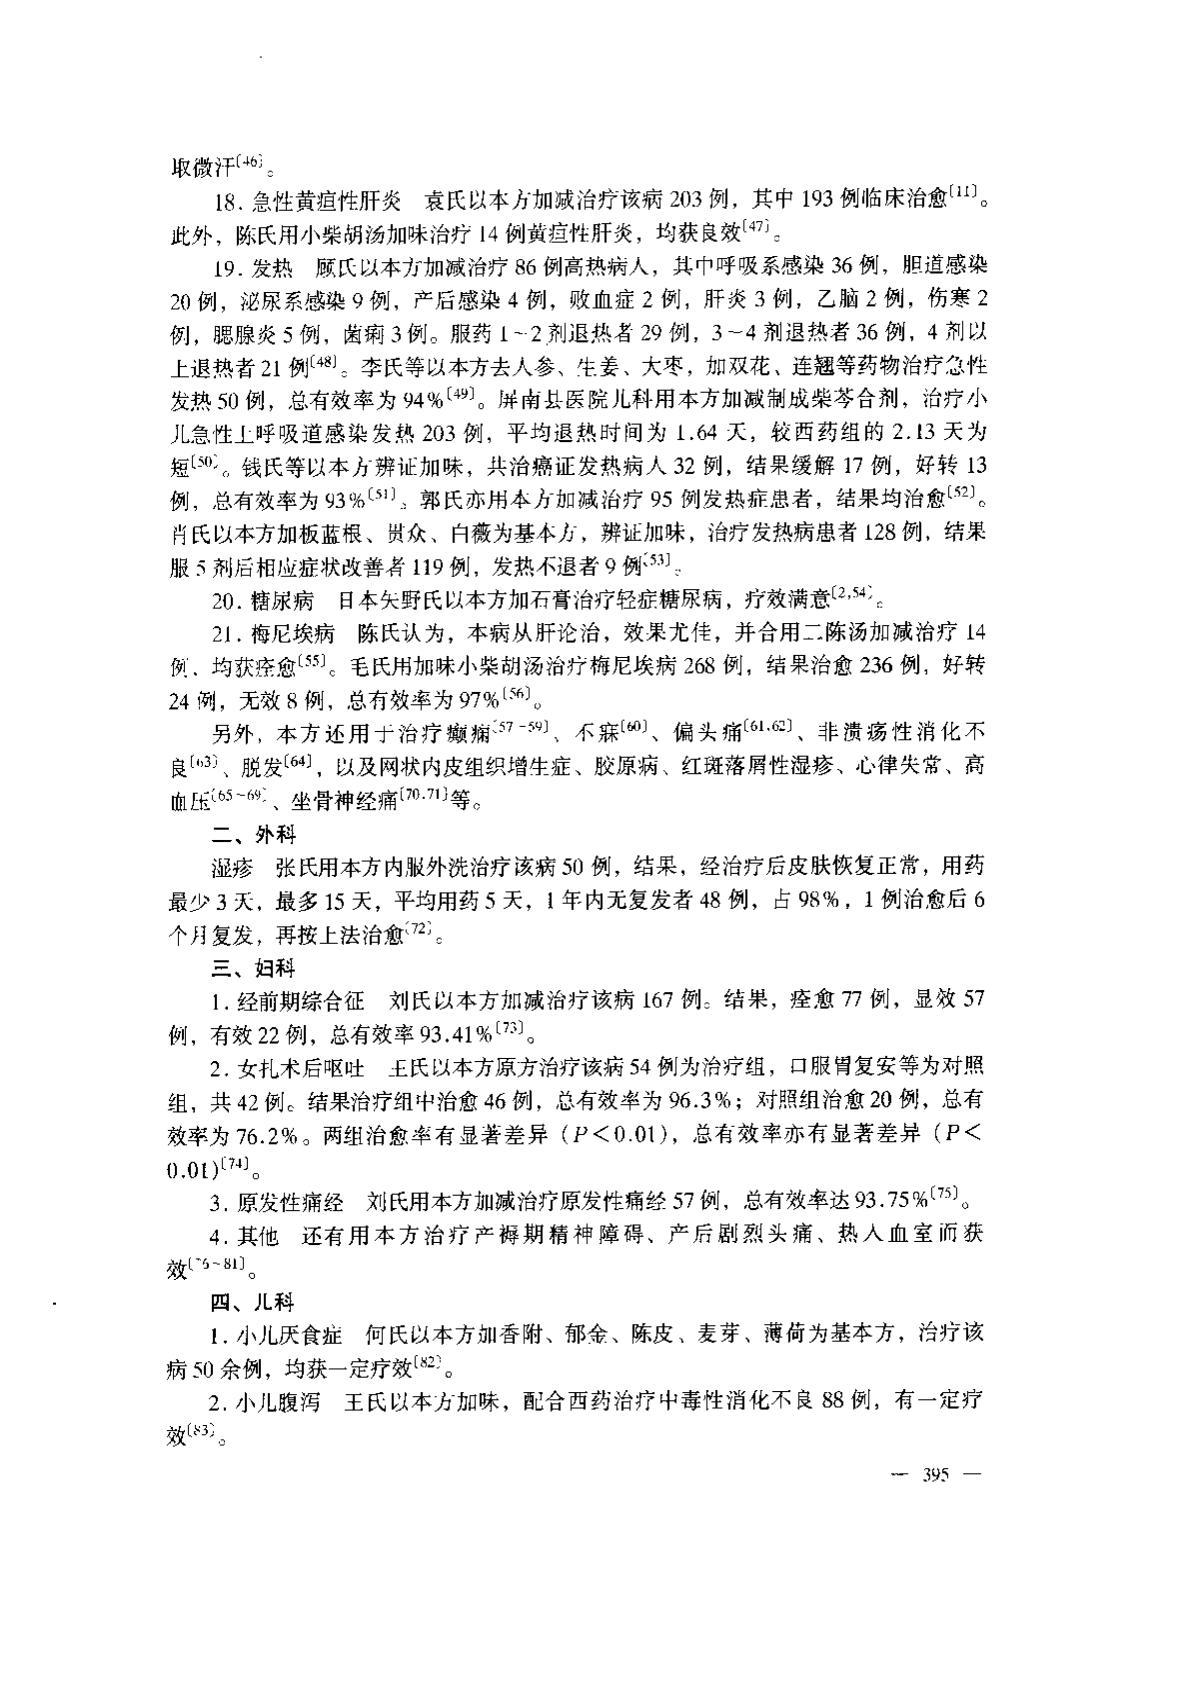 取微汗〔46〕。
18. 急性黄疸性肝炎　袁氏以本方加减治疗该病 203 例，其中 193 例临床治愈〔11〕。
此外，陈氏用小柴胡汤加味治疗 14 例黄疸性肝炎，均获良效〔47〕。
19. 发热　顾氏以本方加减治疗 86 例高热病人，其中呼吸系感染 36 例，胆道感染
20 例，泌尿系感染 9 例，产后感染 4 例，败血症 2 例，肝炎 3 例，乙脑 2 例，伤寒 2
例，腮腺炎 5 例，菌痢 3 例。服药 1～2 剂退热者 29 例，3～4 剂退热者 36 例，4 剂以
上退热者 21 例〔48〕。李氏等以本方去人参、生姜、大枣，加双花、连翘等药物治疗急性
发热 50 例，总有效率为 94%〔49〕。屏南县医院儿科用本方加减制成柴芩合剂，治疗小
儿急性上呼吸道感染发热 203 例，平均退热时间为 1.64 天，较西药组的 2.13 天为
短〔50〕。钱氏等以本方辨证加味，共治癌证发热病人 32 例，结果缓解 17 例，好转 13
例，总有效率为 93%〔51〕。郭氏亦用本方加减治疗 95 例发热症患者，结果均治愈〔52〕。
肖氏以本方加板蓝根、贯众、白薇为基本方，辨证加味，治疗发热病患者 128 例，结果
服 5 剂后相应症状改善者 119 例，发热不退者 9 例〔53〕。
20. 糖尿病　日本矢野氏以本方加石膏治疗轻症糖尿病，疗效满意〔2,54〕。
21. 梅尼埃病　陈氏认为，本病从肝论治，效果尤佳，并合用二陈汤加减治疗 14
例，均获痊愈〔55〕。毛氏用加味小柴胡汤治疗梅尼埃病 268 例，结果治愈 236 例，好转
24 例，无效 8 例，总有效率为 97%〔56〕。
另外，本方还用于治疗癫痫〔57～59〕、不寐〔60〕、偏头痛〔61,62〕、非溃疡性消化不
良〔63〕、脱发〔64〕，以及网状内皮组织增生症、胶原病、红斑落屑性湿疹、心律失常、高
血压〔65～69〕、坐骨神经痛〔70,71〕等。
二、外科
湿疹　张氏用本方内服外洗治疗该病 50 例，结果，经治疗后皮肤恢复正常，用药
最少 3 天，最多 15 天，平均用药 5 天，1 年内无复发者 48 例，占 98%，1 例治愈后 6
个月复发，再按上法治愈〔72〕。
三、妇科
1. 经前期综合征　刘氏以本方加减治疗该病 167 例。结果，痊愈 77 例，显效 57
例，有效 22 例，总有效率 93.41%〔73〕。
2. 女扎术后呕吐　王氏以本方原方治疗该病 54 例为治疗组，口服胃复安等为对照
组，共 42 例。结果治疗组中治愈 46 例，总有效率为 96.3%；对照组治愈 20 例，总有
效率为 76.2%。两组治愈率有显著差异（P＜0.01），总有效率亦有显著差异（P＜
0.01)〔74〕。
3. 原发性痛经　刘氏用本方加减治疗原发性痛经 57 例，总有效率达 93.75%〔75〕。
4. 其他　还有用本方治疗产褥期精神障碍、产后剧烈头痛、热入血室而获
效〔76～81〕。
四、儿科
1. 小儿厌食症　何氏以本方加香附、郁金、陈皮、麦芽、薄荷为基本方，治疗该
病 50 余例，均获一定疗效〔82〕。
2. 小儿腹泻　王氏以本方加味，配合西药治疗中毒性消化不良 88 例，有一定疗
效〔83〕。
— 395 —